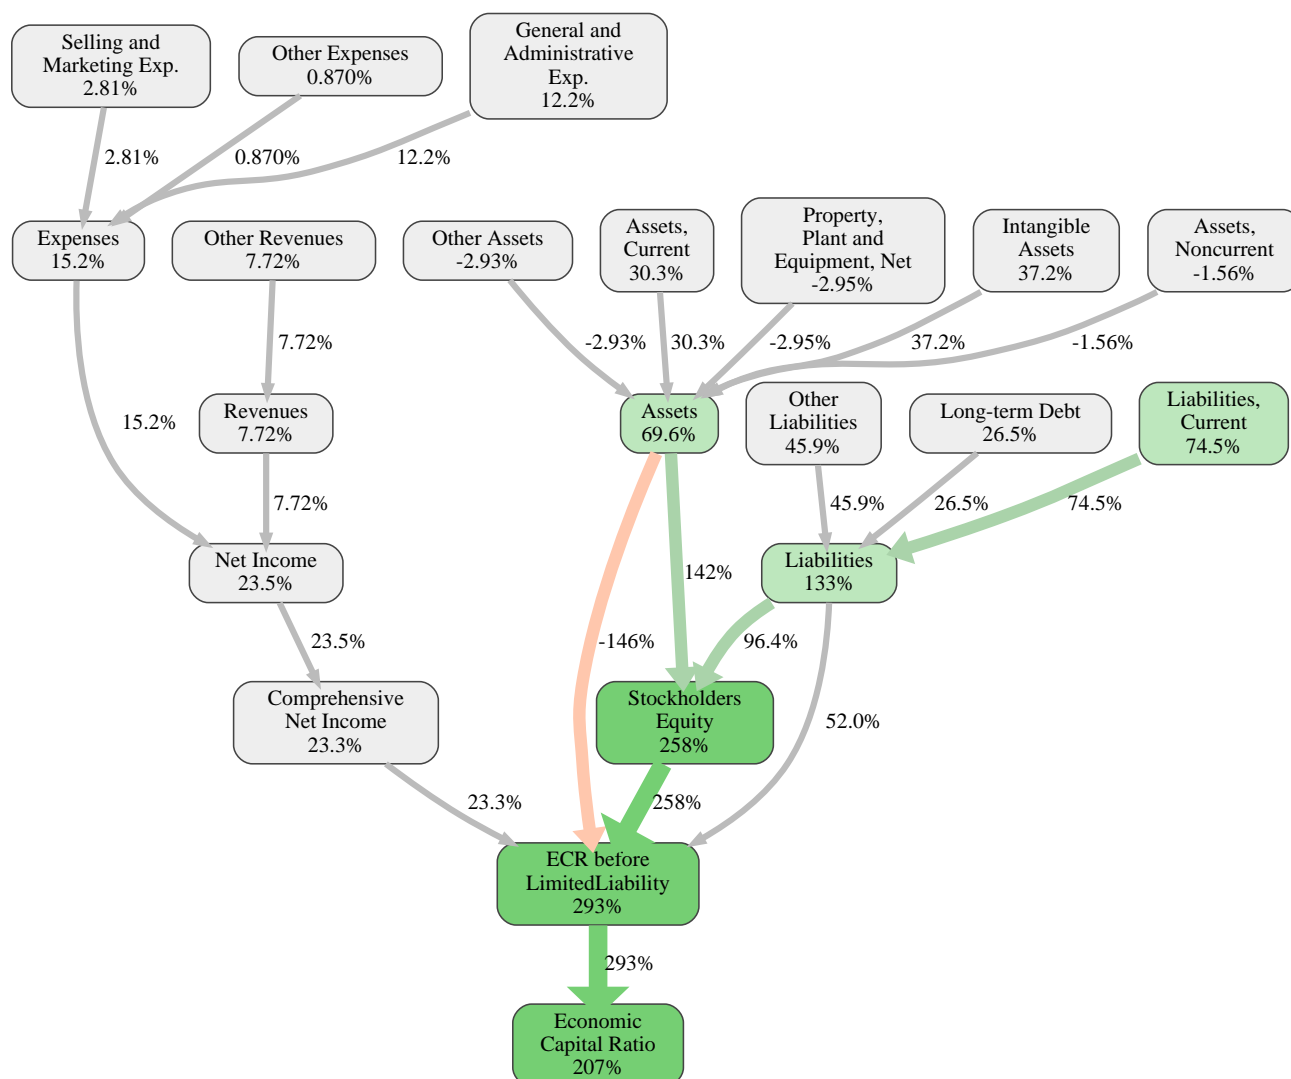 Selling and
Marketing Exp.
2.81%
Other Expenses
0.870%
General and
Administrative
Exp.
12.2%
2.81%
0.870%
12.2%
Expenses
15.2%
Other Revenues
7.72%
Other Assets
-2.93%
Assets,
Current
30.3%
Property,
Plant and
Equipment, Net
-2.95%
Intangible
Assets
37.2%
Assets,
Noncurrent
-1.56%
7.72%
-2.93%
30.3%
-2.95%
37.2%
-1.56%
15.2%
Revenues
7.72%
Assets
69.6%
Other
Liabilities
45.9%
Long-term Debt
26.5%
Liabilities,
Current
74.5%
7.72%
45.9%
26.5%
74.5%
Net Income
23.5%
142%
Liabilities
133%
23.5%
-146%
96.4%
Comprehensive
Net Income
23.3%
Stockholders
Equity
258%
52.0%
23.3%
258%
ECR before
LimitedLiability
293%
293%
Economic
Capital Ratio
207%